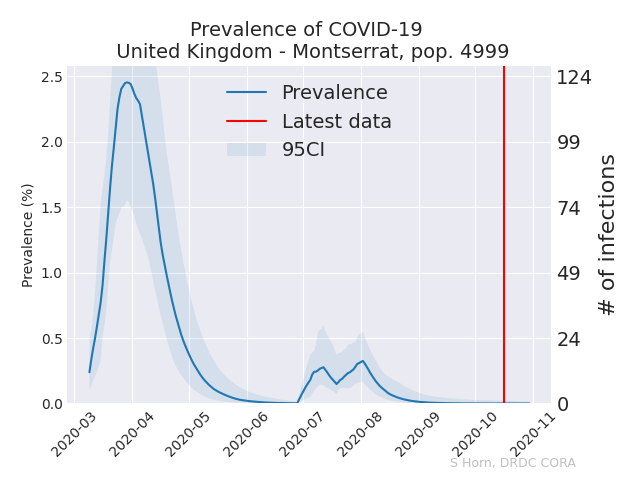 Prevalence of COVID-19
United Kingdom - Montserrat, pop. 4999
Prevalence
Latest data
95CI
Prevalence (%)
2.5
2.0
1.5
1.0
0.5
0.0
124
99
74
49
24
0
# of infections
2020-03
2020-04
2020-05
2020-06
2020-07
2020-08
2020-09
2020-10
2020-11
S Horn, DRDC CORA